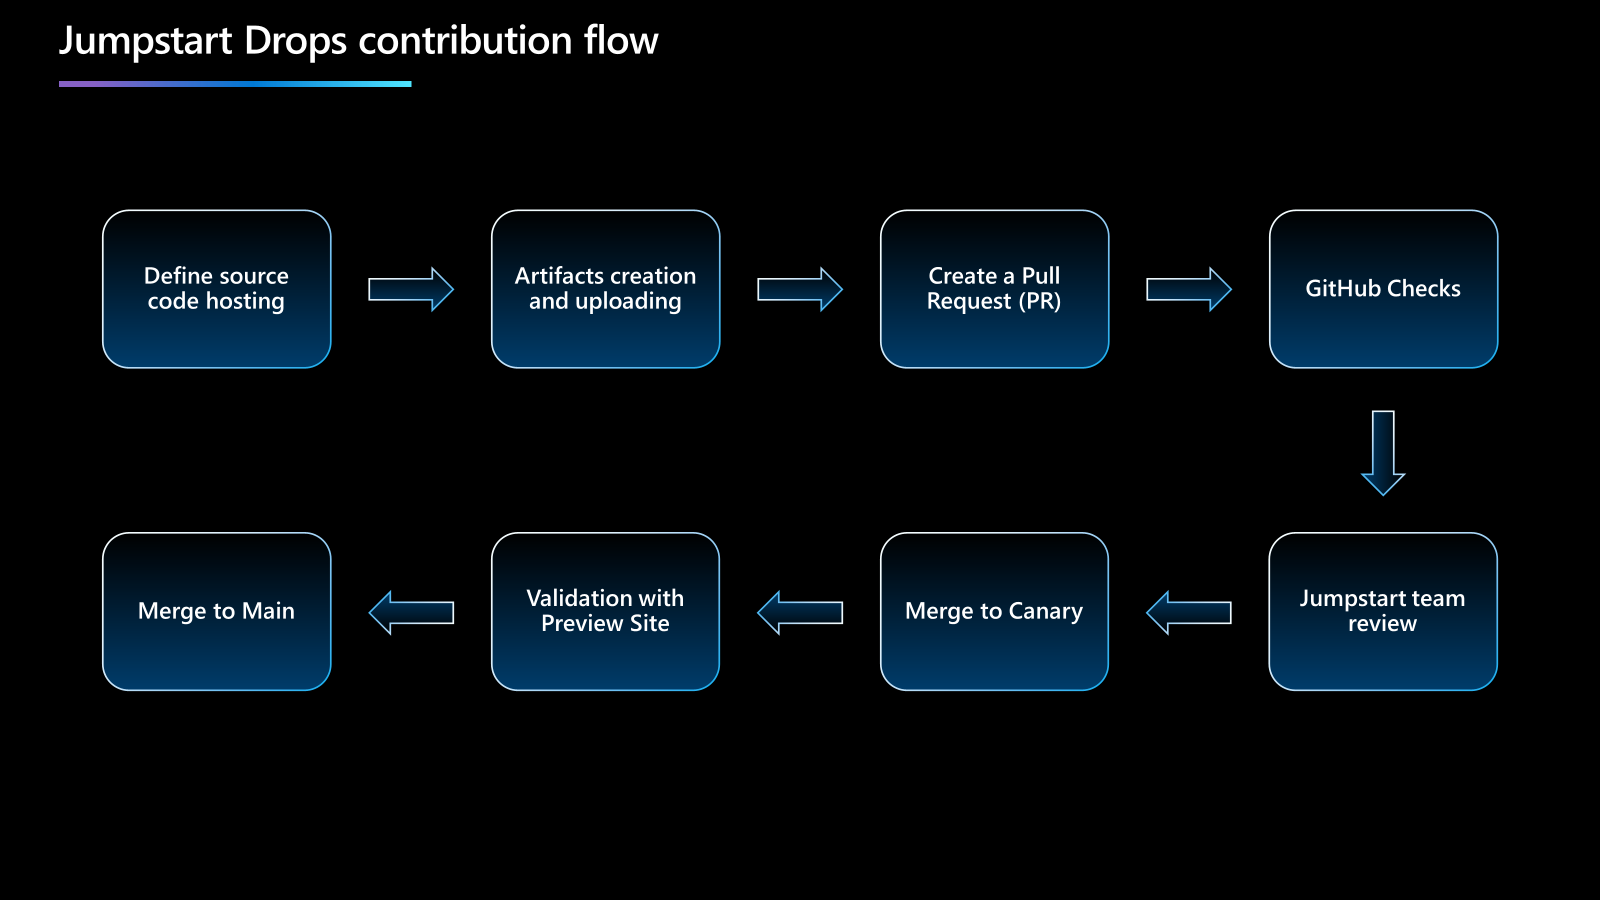 Jumpstart Drops contribution flow
Define source
code hosting
Artifacts creation
and uploading
Create a Pull
Request (PR)
GitHub Checks
Jumpstart team
review
Merge to Canary
Validation with
Preview Site
Merge to Main